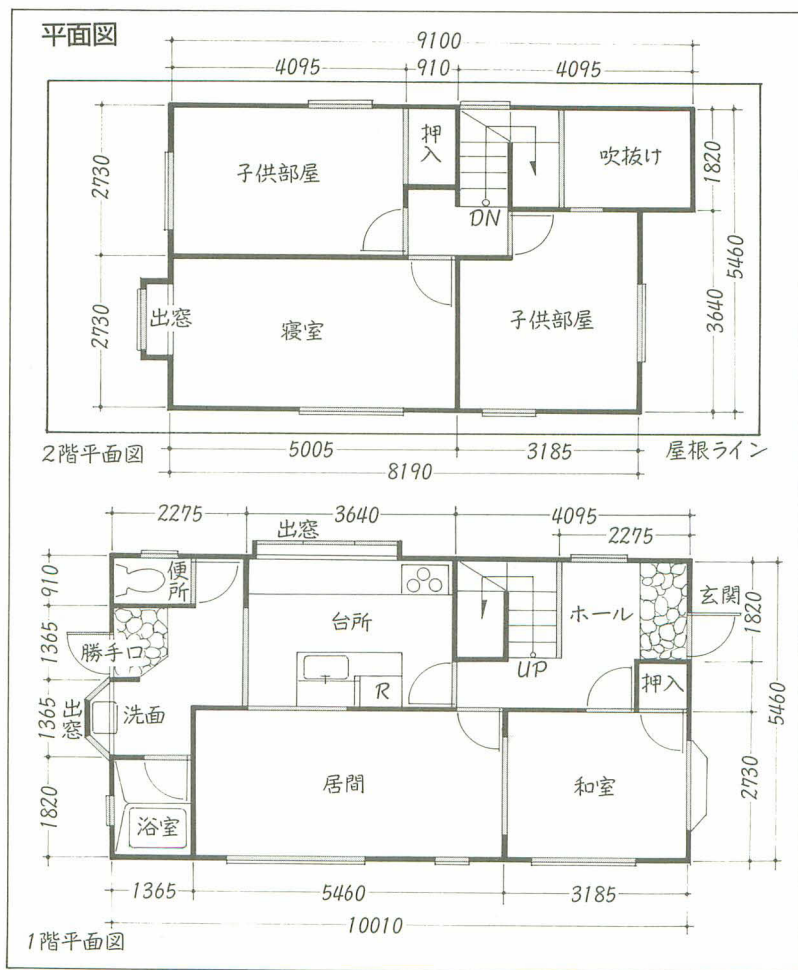 平面図
9100
4095
910
4095
押入
子供部屋
吹抜け
2730
1820
DN
5460
3640
2730
出窓
寝室
子供部屋
2階平面図
5005
3185
屋根ライン
8190
2275
3640
4095
2275
出窓
910
便所
台所
ホール
玄関
1820
1365
勝手口
UP
押入
R
5460
1365
出窓
洗面
居間
和室
2730
1820
浴室
1365
5460
3185
10010
1階平面図